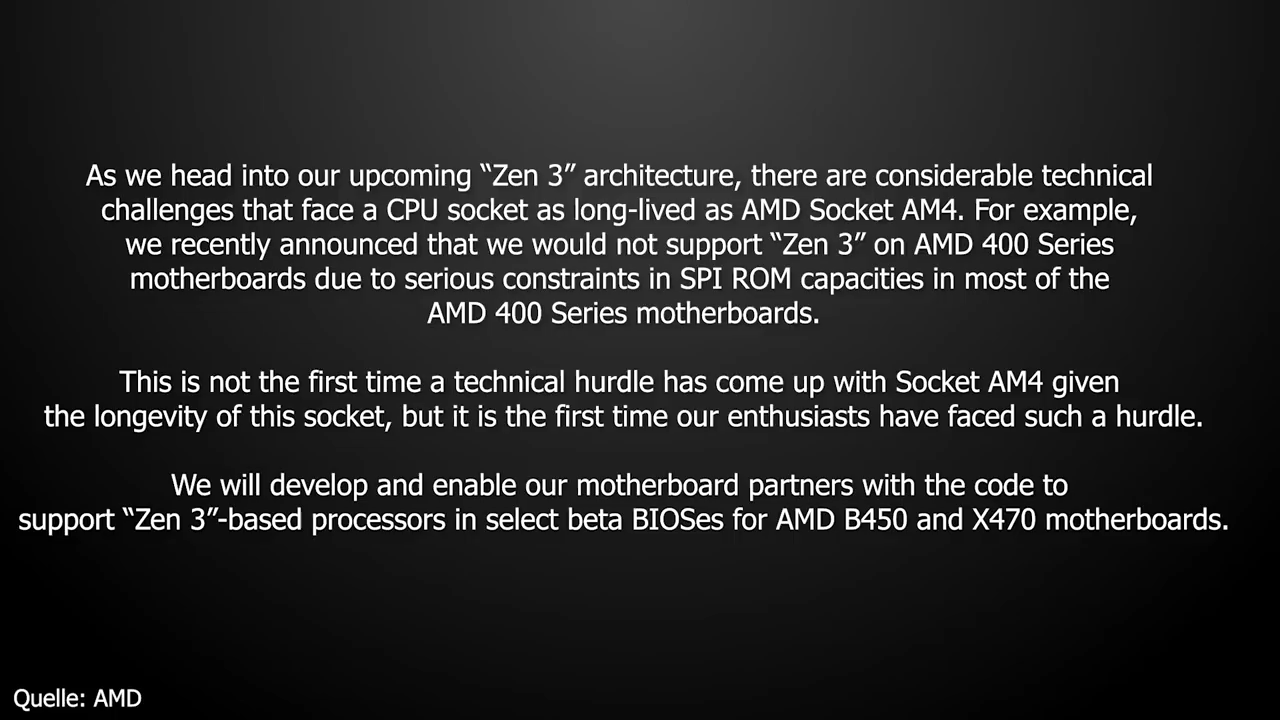 As we head into our upcoming “Zen 3” architecture, there are considerable technical
challenges that face a CPU socket as long-lived as AMD Socket AM4. For example,
we recently announced that we would not support “Zen 3” on AMD 400 Series
motherboards due to serious constraints in SPI ROM capacities in most of the
AMD 400 Series motherboards.
This is not the first time a technical hurdle has come up with Socket AM4 given
the longevity of this socket, but it is the first time our enthusiasts have faced such a hurdle.
We will develop and enable our motherboard partners with the code to
support “Zen 3”-based processors in select beta BIOSes for AMD B450 and X470 motherboards.
Quelle: AMD